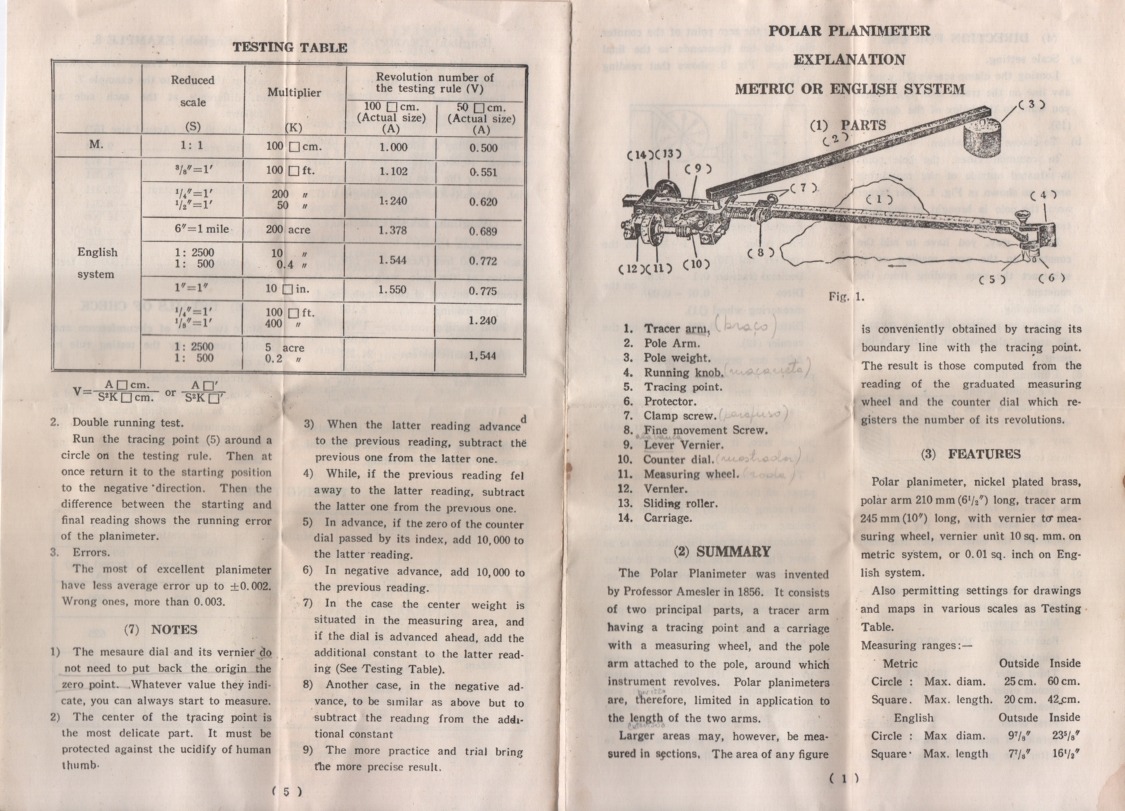 TESTING TABLE
Reduced scale (S)
Multiplier (K)
Revolution number of the testing rule (V)
100 □ cm. (Actual size) (A)
50 □ cm. (Actual size) (A)
M. 1: 1 100 □ cm. 1.000 0.500
English system
³/₈″=1′ 100 □ ft. 1.102 0.551
¹/₄″=1′ 200 〃
¹/₂″=1′ 50 〃 1:240 0.620
6″=1 mile 200 acre 1.378 0.689
1: 2500 10 〃
1: 500 0.4 〃 1.544 0.772
1″=1″ 10 □ in. 1.550 0.775
¹/₄″=1′ 100 □ ft.
¹/₈″=1′ 400 〃 1.240
1: 2500 5 acre
1: 500 0.2 〃 1,544
V= A □ cm. / S²K □ cm. or A □′ / S²K □′
2. Double running test.
Run the tracing point (5) around a
circle on the testing rule. Then at
once return it to the starting position
to the negative direction. Then the
difference between the starting and
final reading shows the running error
of the planimeter.
3. Errors.
The most of excellent planimeter
have less average error up to ±0.002.
Wrong ones, more than 0.003.
(7) NOTES
1) The mesaure dial and its vernier do
not need to put back the origin the
zero point. Whatever value they indi-
cate, you can always start to measure.
2) The center of the tracing point is
the most delicate part. It must be
protected against the ucidify of human
thumb.
3) When the latter reading advanced
to the previous reading, subtract the
previous one from the latter one.
4) While, if the previous reading fel
away to the latter reading, subtract
the latter one from the previous one.
5) In advance, if the zero of the counter
dial passed by its index, add 10,000 to
the latter reading.
6) In negative advance, add 10,000 to
the previous reading.
7) In the case the center weight is
situated in the measuring area, and
if the dial is advanced ahead, add the
additional constant to the latter read-
ing (See Testing Table).
8) Another case, in the negative ad-
vance, to be similar as above but to
subtract the reading from the addi-
tional constant
9) The more practice and trial bring
the more precise result.
( 5 )
POLAR PLANIMETER
EXPLANATION
METRIC OR ENGLISH SYSTEM
(1) PARTS
(3)
(2)
(14)(13)
(9)
(7)
(1)
(4)
(8)
(12)(11)
(10)
(5)
(6)
Fig. 1.
1. Tracer arm. (braço)
2. Pole Arm.
3. Pole weight.
4. Running knob. (maçaneta)
5. Tracing point.
6. Protector.
7. Clamp screw. (parafuso)
8. Fine movement Screw.
9. Lever Vernier.
10. Counter dial. (mostrador)
11. Measuring wheel.
12. Vernier.
13. Sliding roller.
14. Carriage.
(2) SUMMARY
The Polar Planimeter was invented
by Professor Amesler in 1856. It consists
of two principal parts, a tracer arm
having a tracing point and a carriage
with a measuring wheel, and the pole
arm attached to the pole, around which
instrument revolves. Polar planimetera
are, therefore, limited in application to
the length of the two arms.
Larger areas may, however, be mea-
sured in sections. The area of any figure
is conveniently obtained by tracing its
boundary line with the tracing point.
The result is those computed from the
reading of the graduated measuring
wheel and the counter dial which re-
gisters the number of its revolutions.
(3) FEATURES
Polar planimeter, nickel plated brass,
polar arm 210 mm (6¹/₂″) long, tracer arm
245 mm (10″) long, with vernier to mea-
suring wheel, vernier unit 10 sq. mm. on
metric system, or 0.01 sq. inch on Eng-
lish system.
Also permitting settings for drawings
and maps in various scales as Testing
Table.
Measuring ranges:—
Metric Outside Inside
Circle : Max. diam. 25 cm. 60 cm.
Square. Max. length. 20 cm. 42 cm.
English Outside Inside
Circle : Max diam. 9⁷/₈″ 23⁵/₈″
Square· Max. length 7⁷/₈″ 16¹/₂″
( 1 )